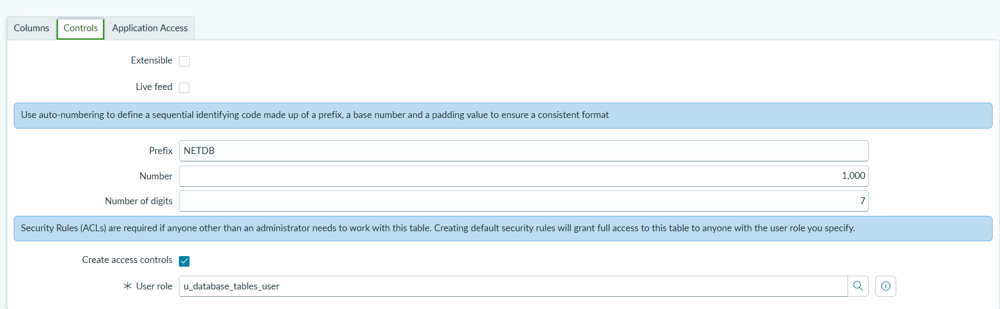 Columns
Controls
Application Access
Extensible
Live feed
Use auto-numbering to define a sequential identifying code made up of a prefix, a base number and a padding value to ensure a consistent format
Prefix NETDB
Number 1,000
Number of digits 7
Security Rules (ACLs) are required if anyone other than an administrator needs to work with this table. Creating default security rules will grant full access to this table to anyone with the user role you specify.
Create access controls
User role u_database_tables_user